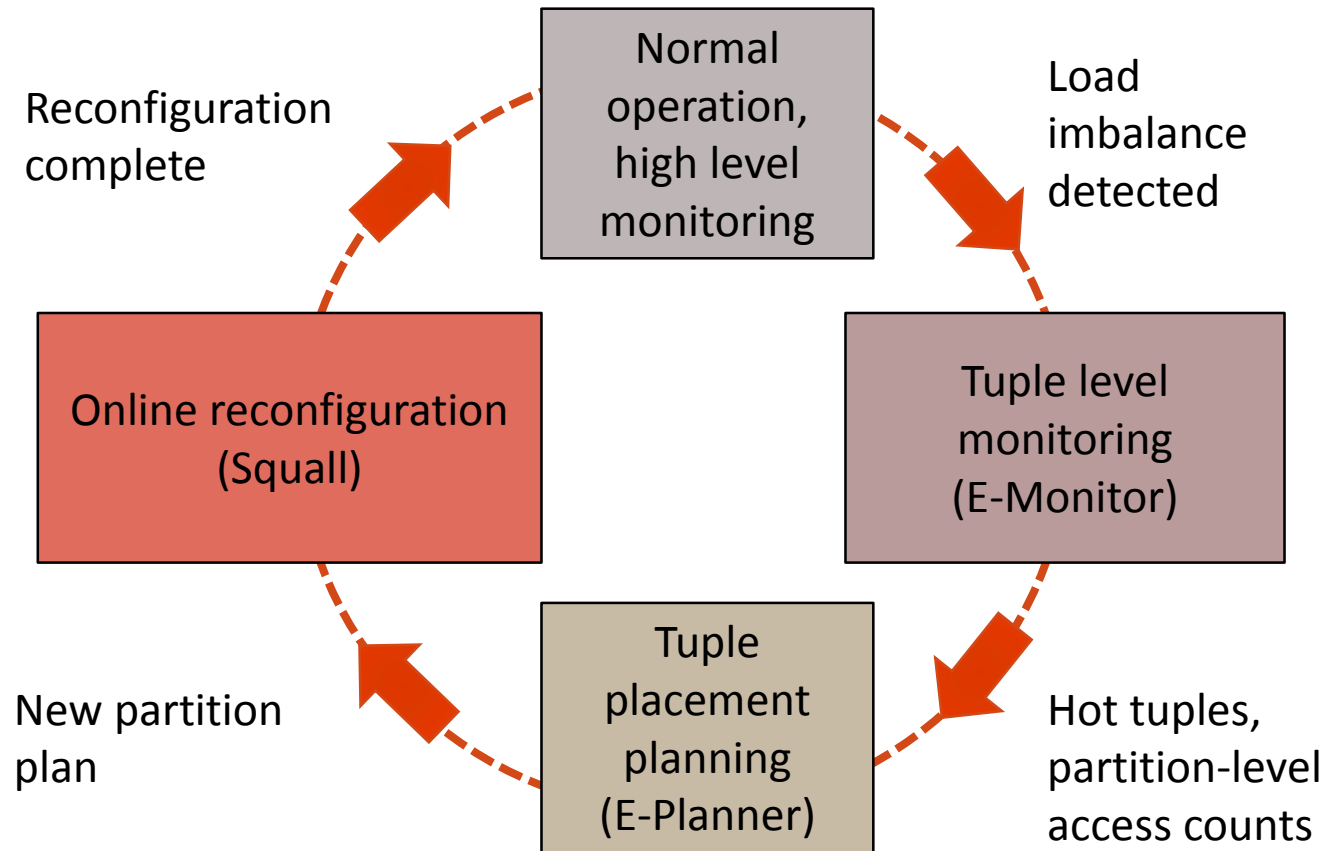 Normal
operation,
high level
monitoring
Load
imbalance
detected
Tuple level
monitoring
(E-Monitor)
Hot tuples,
partition-level
access counts
Tuple
placement
planning
(E-Planner)
New partition
plan
Online reconfiguration
(Squall)
Reconfiguration
complete